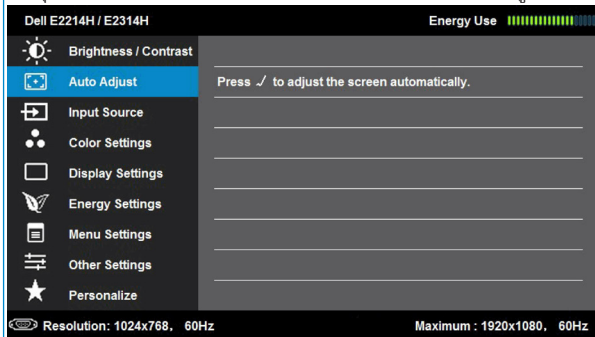 Dell E2214H / E2314H Energy Use
Brightness / Contrast
Auto Adjust Press ✓ to adjust the screen automatically.
Input Source
Color Settings
Display Settings
Energy Settings
Menu Settings
Other Settings
Personalize
Resolution: 1024x768, 60Hz Maximum : 1920x1080, 60Hz